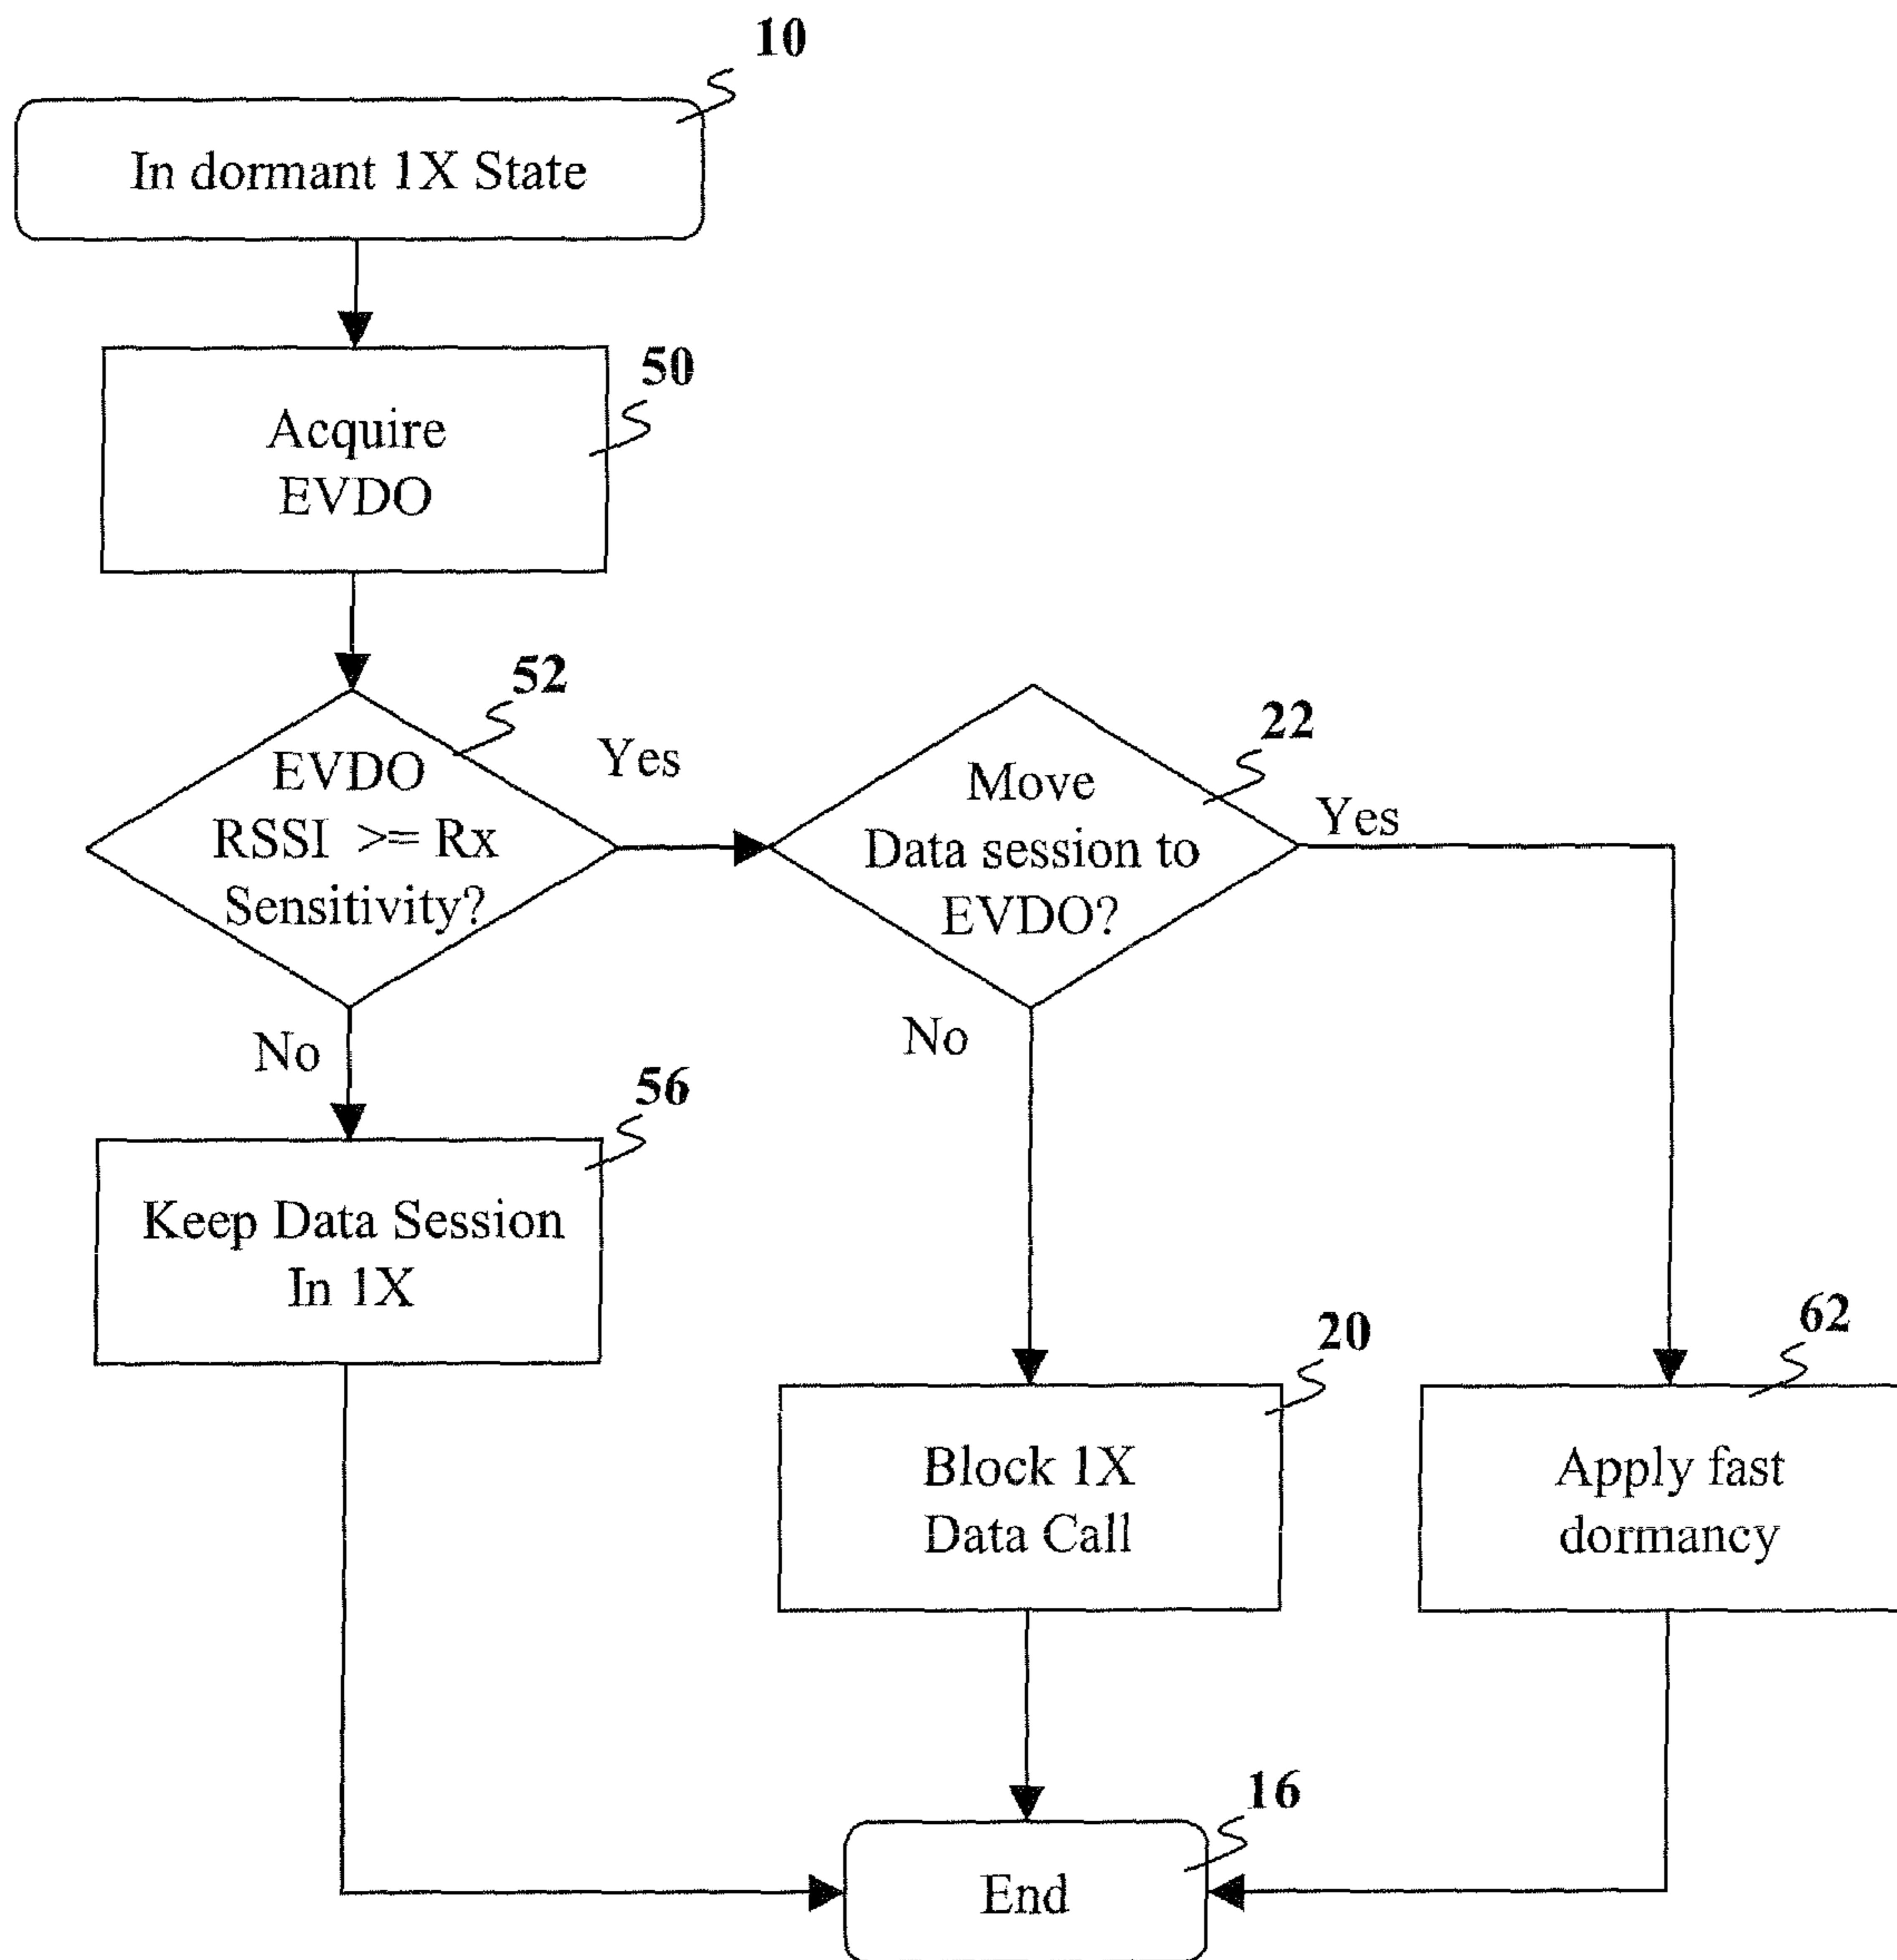 10
In dormant 1X State
50
Acquire
EVDO
52
EVDO
RSSI >= Rx
Sensitivity?
Yes
22
Move
Data session to
EVDO?
Yes
No
No
56
Keep Data Session
In 1X
20
Block 1X
Data Call
62
Apply fast
dormancy
16
End